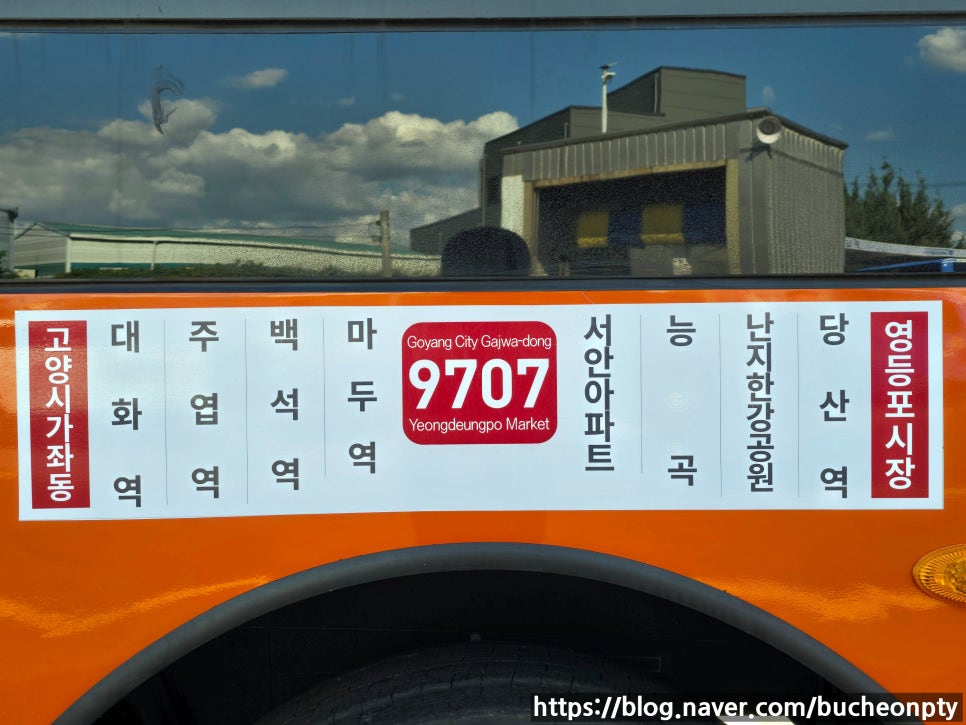 고양시가좌동
대화역
주엽역
백석역
마두역
Goyang City Gajwa-dong
9707
Yeongdeungpo Market
서안아파트
능곡
난지한강공원
당산역
영등포시장
https://blog.naver.com/bucheonpty